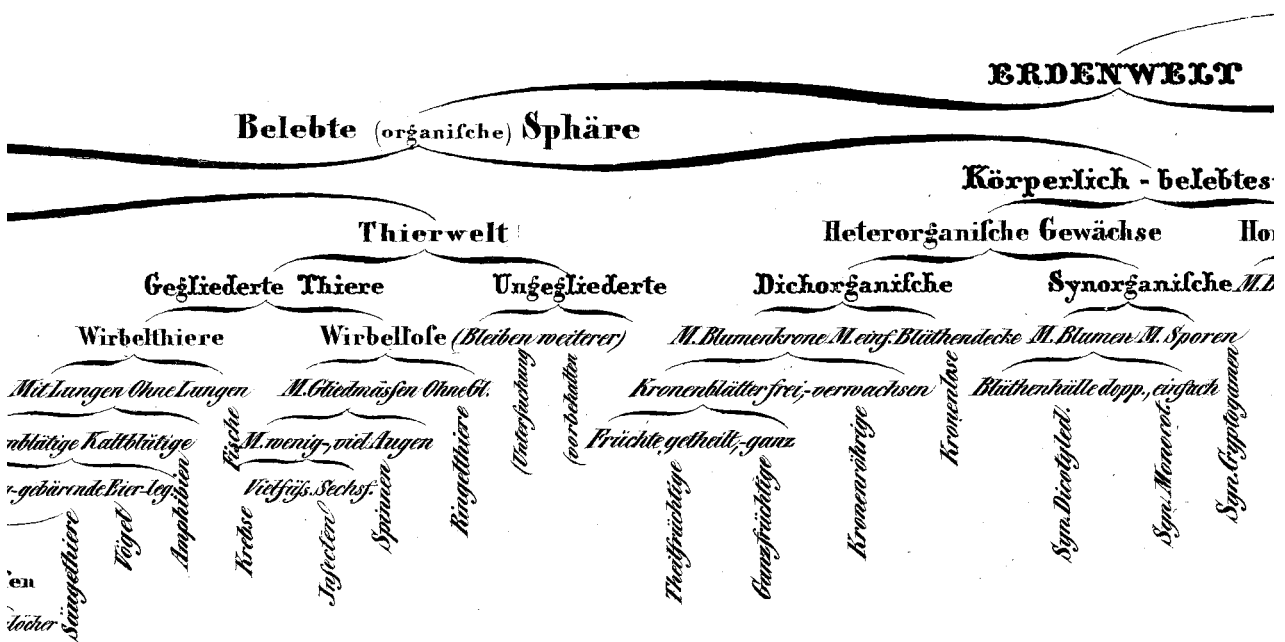 ERDENWELT
Belebte (organiſche) Sphäre
Körperlich - belebtes
Thierwelt
Heterorganiſche Gewächse
Gegliederte Thiere
Ungegliederte
Dichorganiſche
Synorganiſche
Wirbelthiere
Wirbelloſe
(Bleiben weiterer)
M. Blumenkrone M. einf. Blüthendecke
M. Blumen M. Sporen
(Unterſuchung
vorbehalten)
Kronenlose
Mit Lungen Ohne Lungen
M. Gliedmåſsen Ohne Gl.
Kronenblätter frei,-verwachsen
Blüthenhülle dopp., einfach
Fische
Ringelthiere
Kronenröhrige
Syn. Dicotyled.
Syn. Monocot.
Syn. Cryptogamen
Kaltblütige
M. wenig-, viel Augen
Früchte getheilt,-ganz
Amphibien
Spinnen
Theilfrüchtige
Ganzfrüchtige
-gebärende Eier-leg.
Vielfüſs. Sechsf.
Säugethiere
Vögel
Krebse
Inſecten